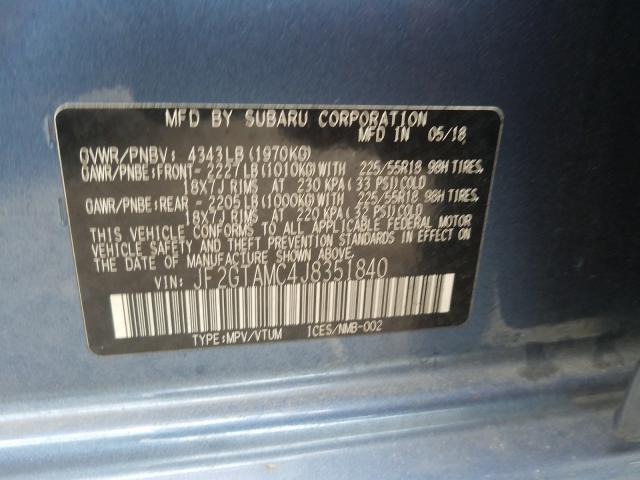 MFD BY SUBARU CORPORATION
MFD IN 05/18
GVWR/PNBV: 4343LB (1970KG)
GAWR/PNBE:FRONT- 2227LB(1010KG)WITH 225/55R18 98H TIRES,
18X7J RIMS AT 230 KPA(33 PSI)COLD
GAWR/PNBE:REAR - 2205LB(1000KG)WITH 225/55R18 98H TIRES,
18X7J RIMS AT 220 KPA(32 PSI)COLD
THIS VEHICLE CONFORMS TO ALL APPLICABLE FEDERAL MOTOR
VEHICLE SAFETY AND THEFT PREVENTION STANDARDS IN EFFECT ON
THE DATE OF MANUFACTURE SHOWN ABOVE.
VIN: JF2GTAMC4J8351840
TYPE:MPV/VTUM ICES/NMB-002